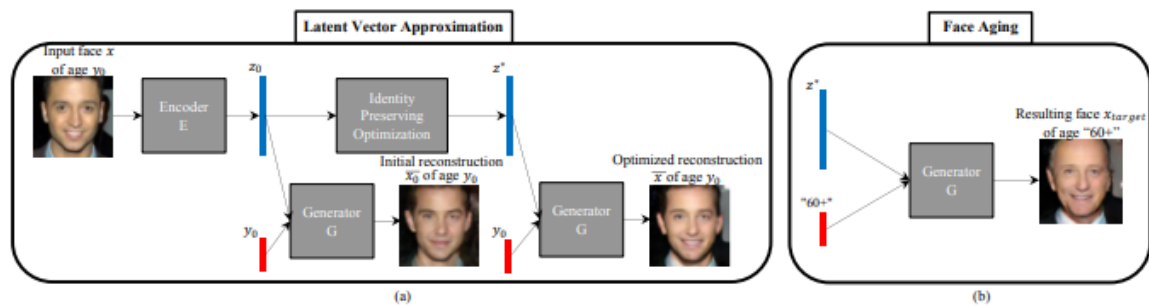 Latent Vector Approximation
Input face x
of age y₀
Encoder
E
z₀
Identity
Preserving
Optimization
z*
Initial reconstruction
x̅₀ of age y₀
Optimized reconstruction
x̅ of age y₀
y₀
Generator
G
y₀
Generator
G
(a)
Face Aging
z*
"60+"
Generator
G
Resulting face x_target
of age "60+"
(b)